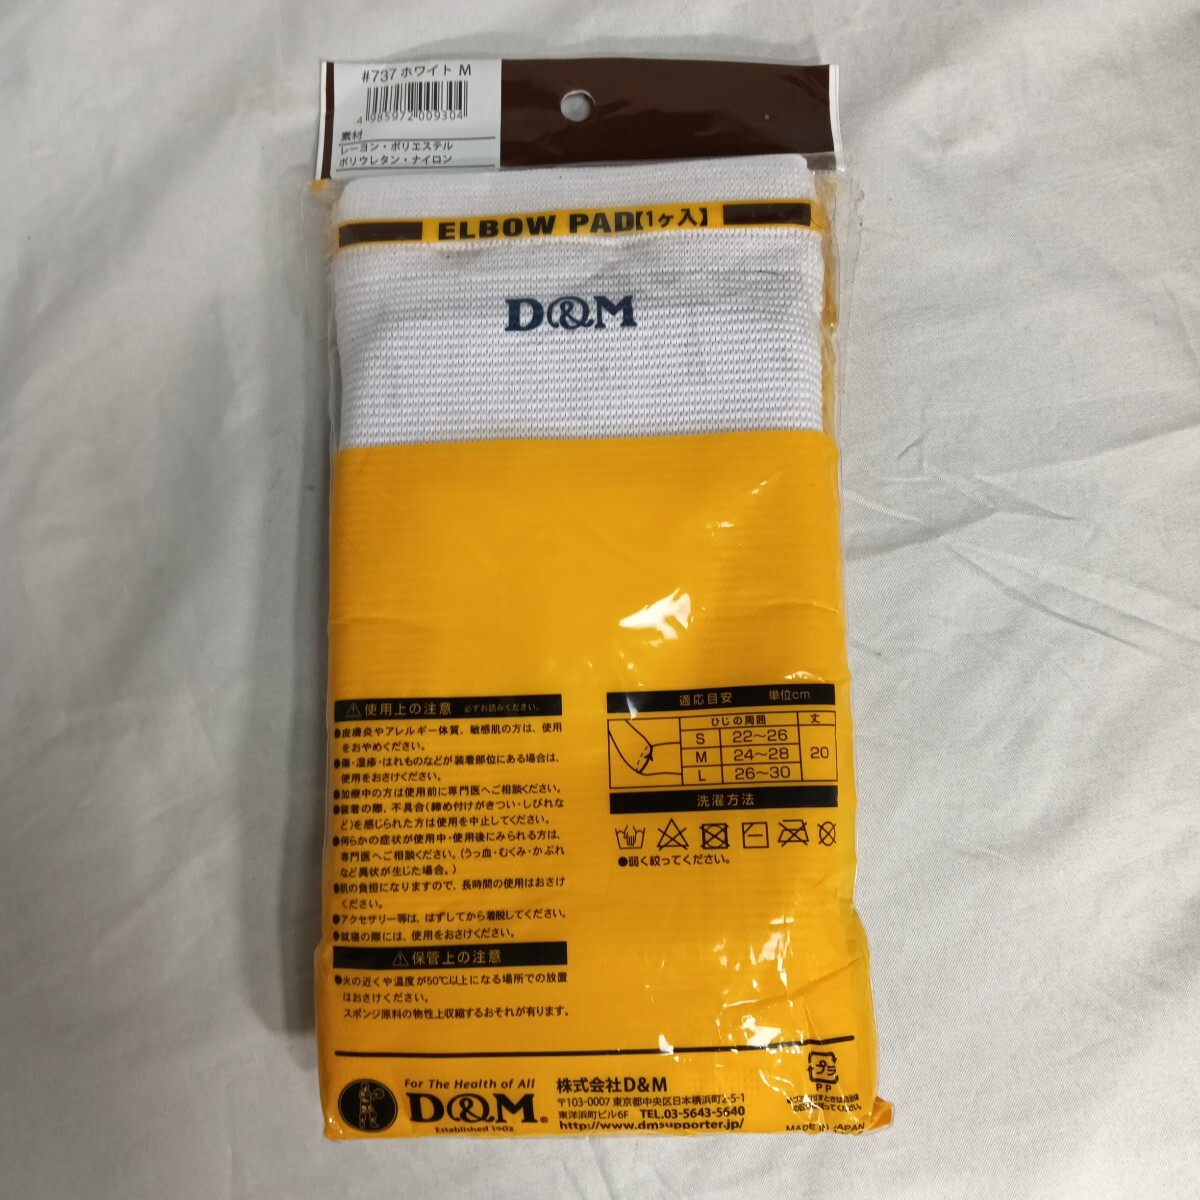 #737 ホワイト M
4 985972 009304
素材
レーヨン・ポリエステル
ポリウレタン・ナイロン
ELBOW PAD【1ヶ入】
D&M
⚠使用上の注意 必ずお読みください。
●皮膚炎やアレルギー体質、敏感肌の方は、使用
をおやめください。
●傷・湿疹・はれものなどが装着部位にある場合は、
使用をおさけください。
●加療中の方は使用前に専門医へご相談ください。
●装着の際、不具合(締め付けがきつい・しびれな
ど)を感じられた方は使用を中止してください。
●何らかの症状が使用中・使用後にみられる方は、
専門医へご相談ください。(うっ血・むくみ・かぶれ
など異状が生じた場合。)
●肌の負担になりますので、長時間の使用はおさけ
ください。
●アクセサリー等は、はずしてから着脱してください。
●就寝の際には、使用をおさけください。
⚠保管上の注意
●火の近くや温度が50℃以上になる場所での放置
はおさけください。
スポンジ原料の物性上収縮するおそれが有ります。
適応目安 単位cm
ひじの周囲 丈
S 22〜26
M 24〜28 20
L 26〜30
洗濯方法
●弱く絞ってください。
For The Health of All
D&M®
Established 1902
株式会社D&M
〒103-0007 東京都中央区日本橋浜町2-5-1
東洋浜町ビル6F TEL.03-5643-5640
http://www.dmsupporter.jp/
プラ
PP
MADE IN JAPAN